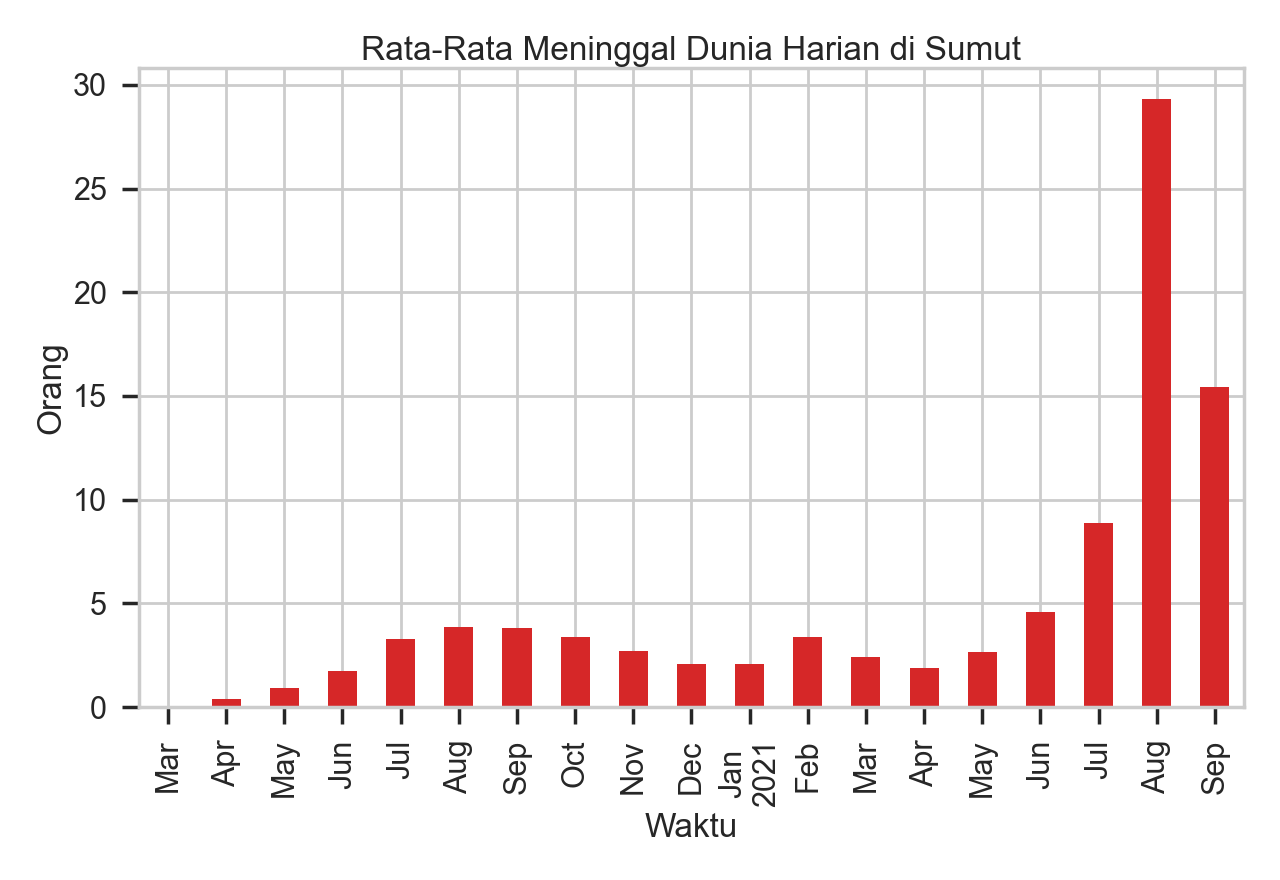 Rata-Rata Meninggal Dunia Harian di Sumut
30
25
20
15
10
5
0
Orang
Mar
Apr
May
Jun
Jul
Aug
Sep
Oct
Nov
Dec
Jan
2021
Feb
Mar
Apr
May
Jun
Jul
Aug
Sep
Waktu